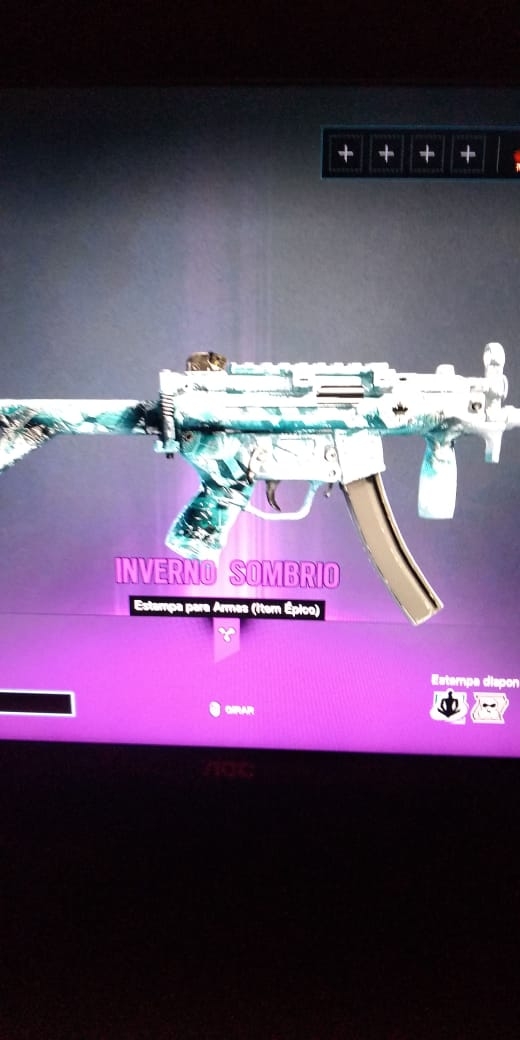 INVERNO SOMBRIO
Estampa para Armas (Item Épico)
Estampa dispon
GIRAR
AOC